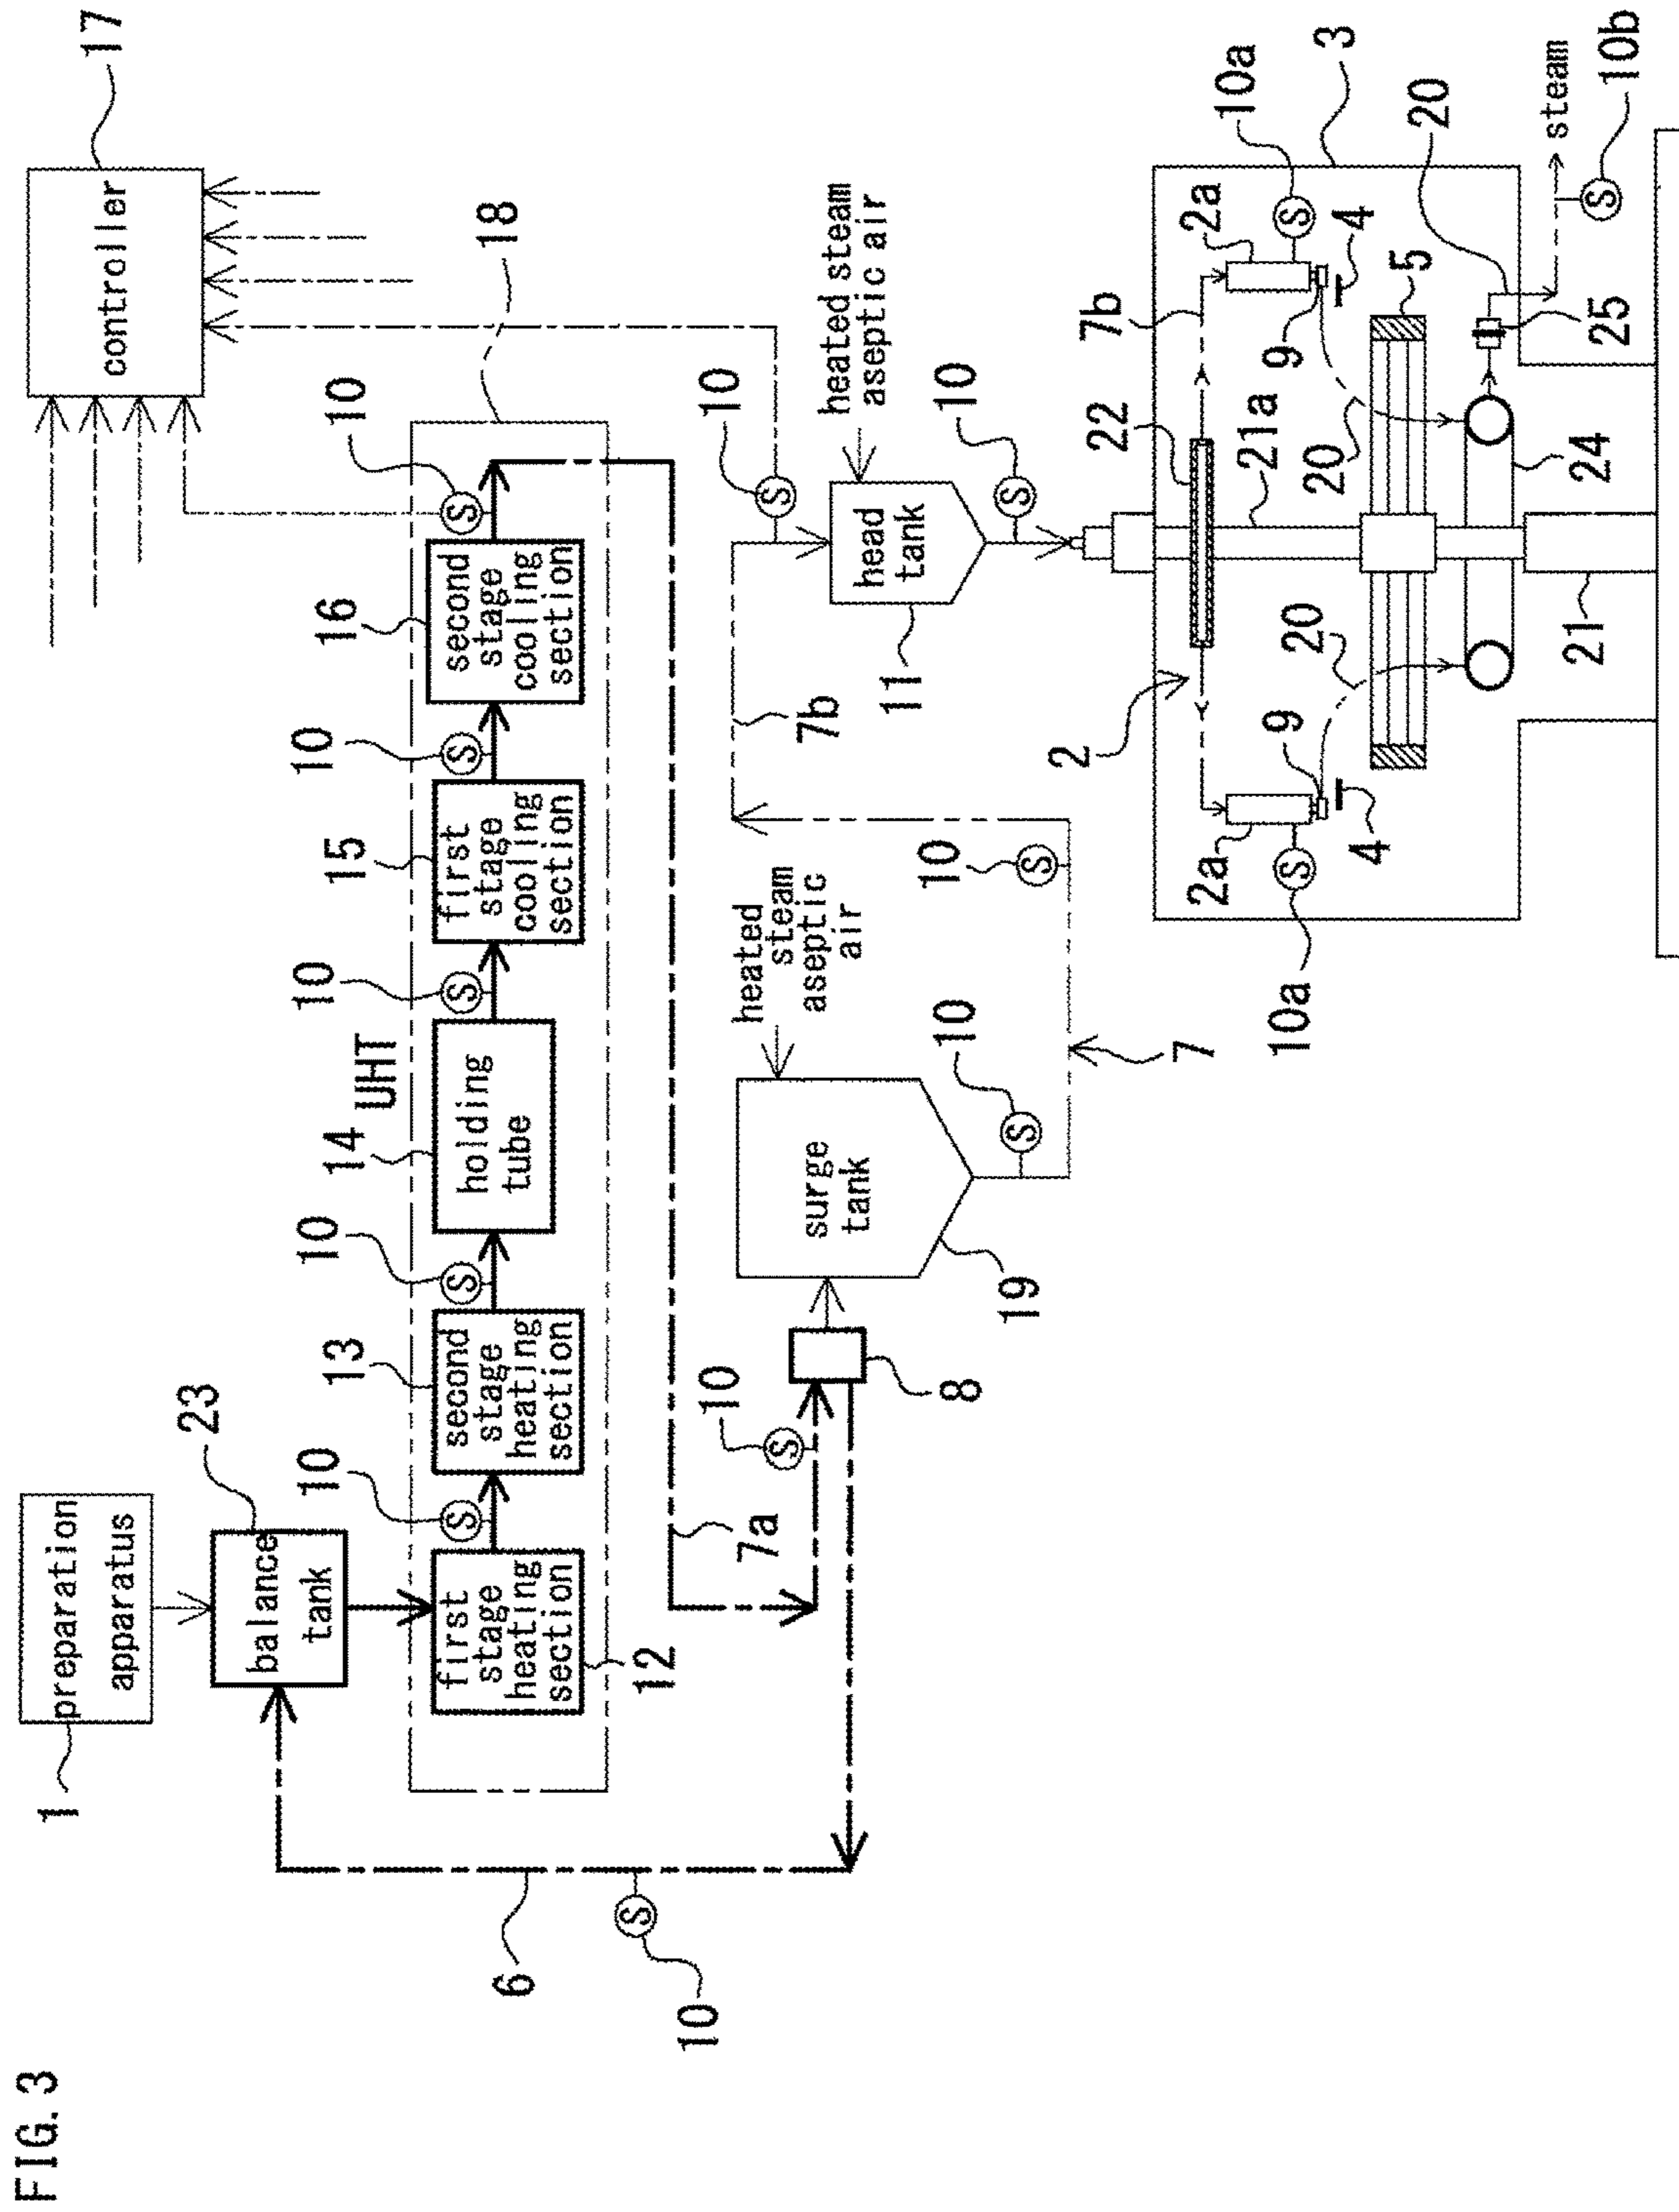 FIG. 3
1
preparation
apparatus
23
balance
tank
17
controller
18
UHT
12
first
stage
heating
section
10
13
second
stage
heating
section
10
14
holding
tube
10
15
first
stage
cooling
section
10
16
second
stage
cooling
section
10
S
S
S
S
S
6
10
S
7a
10
S
8
19
surge
tank
heated
steam
aseptic
air
10
S
7
10
S
7b
10
S
11
head
tank
heated steam
aseptic air
10
S
2
22
7b
3
2a
2a
10a
S
10a
S
9
9
4
4
21a
20
20
5
20
24
25
21
steam
S
10b